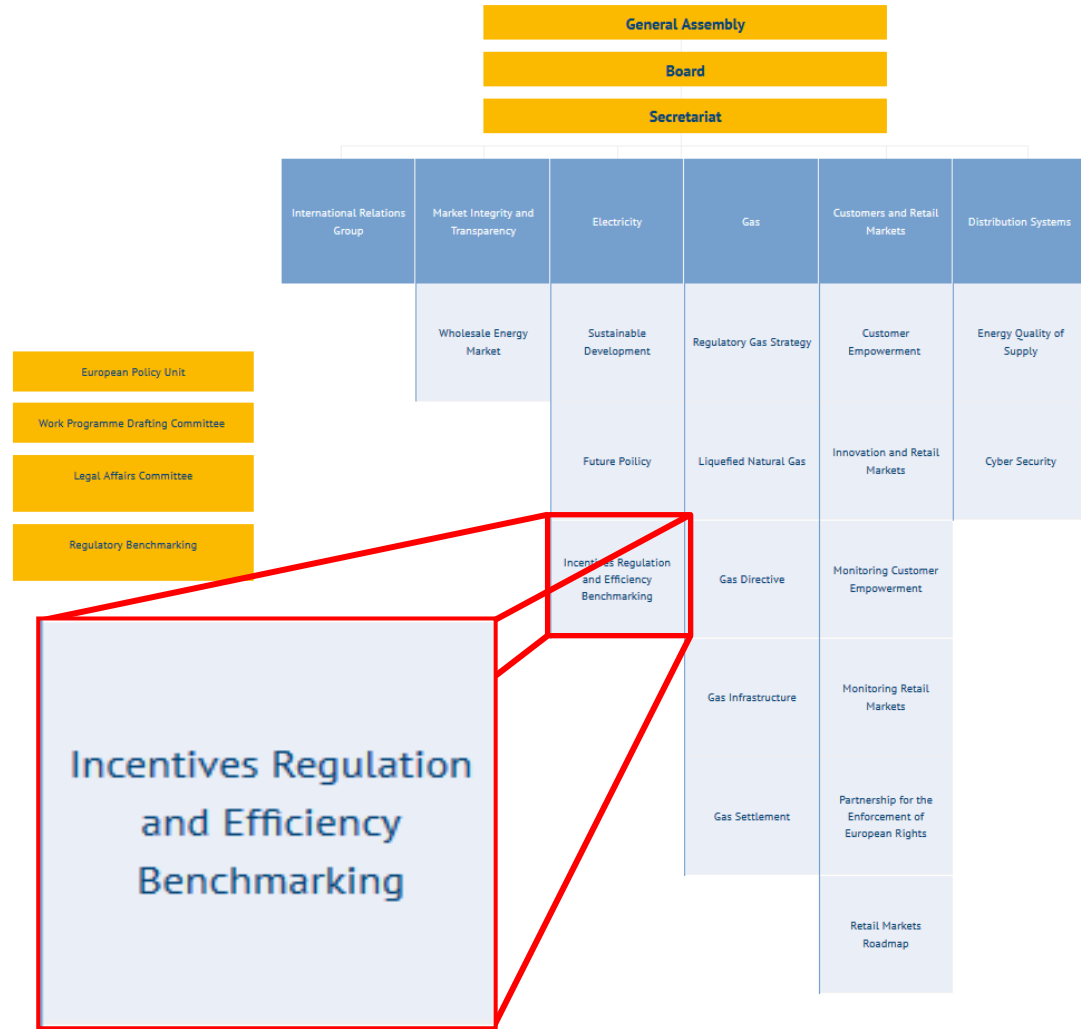 General Assembly
Board
Secretariat
International Relations
Group
Market Integrity and
Transparency
Electricity
Gas
Customers and Retail
Markets
Distribution Systems
Wholesale Energy
Market
Sustainable
Development
Regulatory Gas Strategy
Customer
Empowerment
Energy Quality of
Supply
European Policy Unit
Work Programme Drafting Committee
Legal Affairs Committee
Regulatory Benchmarking
Future Poilicy
Liquefied Natural Gas
Innovation and Retail
Markets
Cyber Security
Incentives Regulation
and Efficiency
Benchmarking
Gas Directive
Monitoring Customer
Empowerment
Gas Infrastructure
Monitoring Retail
Markets
Gas Settlement
Partnership for the
Enforcement of
European Rights
Retail Markets
Roadmap
Incentives Regulation
and Efficiency
Benchmarking